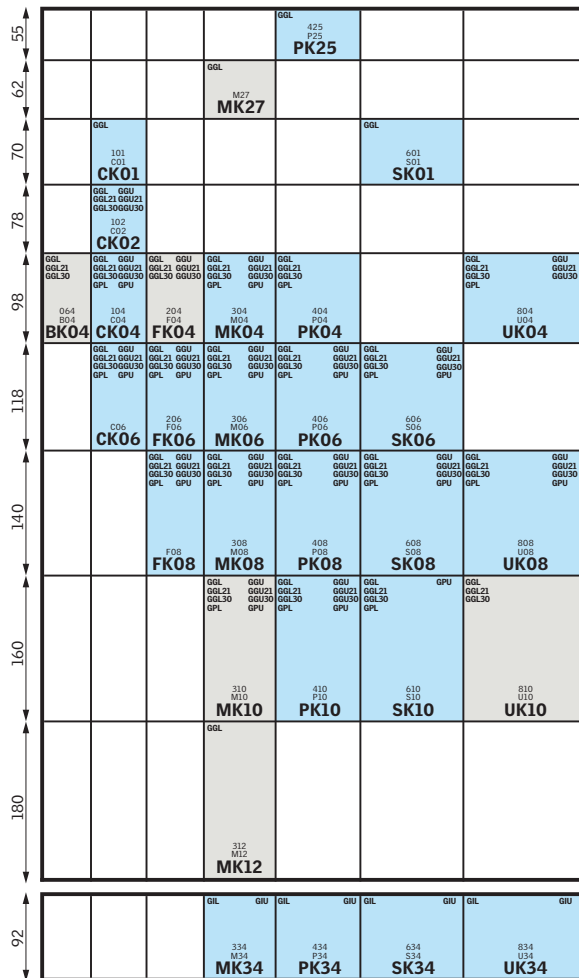 55
GGL
425
P25
PK25
62
GGL
M27
MK27
70
GGL
101
C01
CK01
GGL
601
S01
SK01
78
GGL GGU
GGL21 GGU21
GGL30GGU30
102
C02
CK02
98
GGL
GGL21
GGL30
064
B04
BK04
GGL GGU
GGL21 GGU21
GGL30GGU30
GPL GPU
104
C04
CK04
GGL GGU
GGL21 GGU21
GGL30 GGU30
204
F04
FK04
GGL GGU
GGL21 GGU21
GGL30 GGU30
GPL
304
M04
MK04
GGL
GGL21
GGL30
GPL
404
P04
PK04
GGL GGU
GGL21 GGU21
GGL30 GGU30
804
U04
UK04
118
GGL GGU
GGL21 GGU21
GGL30GGU30
GPL GPU
C06
CK06
GGL GGU
GGL21 GGU21
GGL30 GGU30
GPL GPU
206
F06
FK06
GGL GGU
GGL21 GGU21
GGL30 GGU30
GPL GPU
306
M06
MK06
GGL GGU
GGL21 GGU21
GGL30 GGU30
GPL GPU
406
P06
PK06
GGL GGU
GGL21 GGU21
GGL30 GGU30
GPL GPU
606
S06
SK06
140
GGL GGU
GGL21 GGU21
GGL30 GGU30
GPL GPU
F08
FK08
GGL GGU
GGL21 GGU21
GGL30 GGU30
GPL GPU
308
M08
MK08
GGL GGU
GGL21 GGU21
GGL30 GGU30
GPL GPU
408
P08
PK08
GGL GGU
GGL21 GGU21
GGL30 GGU30
GPL GPU
608
S08
SK08
GGL GGU
GGL21 GGU21
GGL30 GGU30
GPL GPU
808
U08
UK08
160
GGL GGU
GGL21 GGU21
GGL30 GGU30
GPL GPU
310
M10
MK10
GGL GGU
GGL21 GGU21
GGL30 GGU30
GPL GPU
410
P10
PK10
GGL GPU
GGL21
GGL30
GPL
610
S10
SK10
GGL
GGL21
GGL30
810
U10
UK10
180
GGL
312
M12
MK12
92
GIL GIU
334
M34
MK34
GIL GIU
434
P34
PK34
GIL GIU
634
S34
SK34
GIL GIU
834
U34
UK34